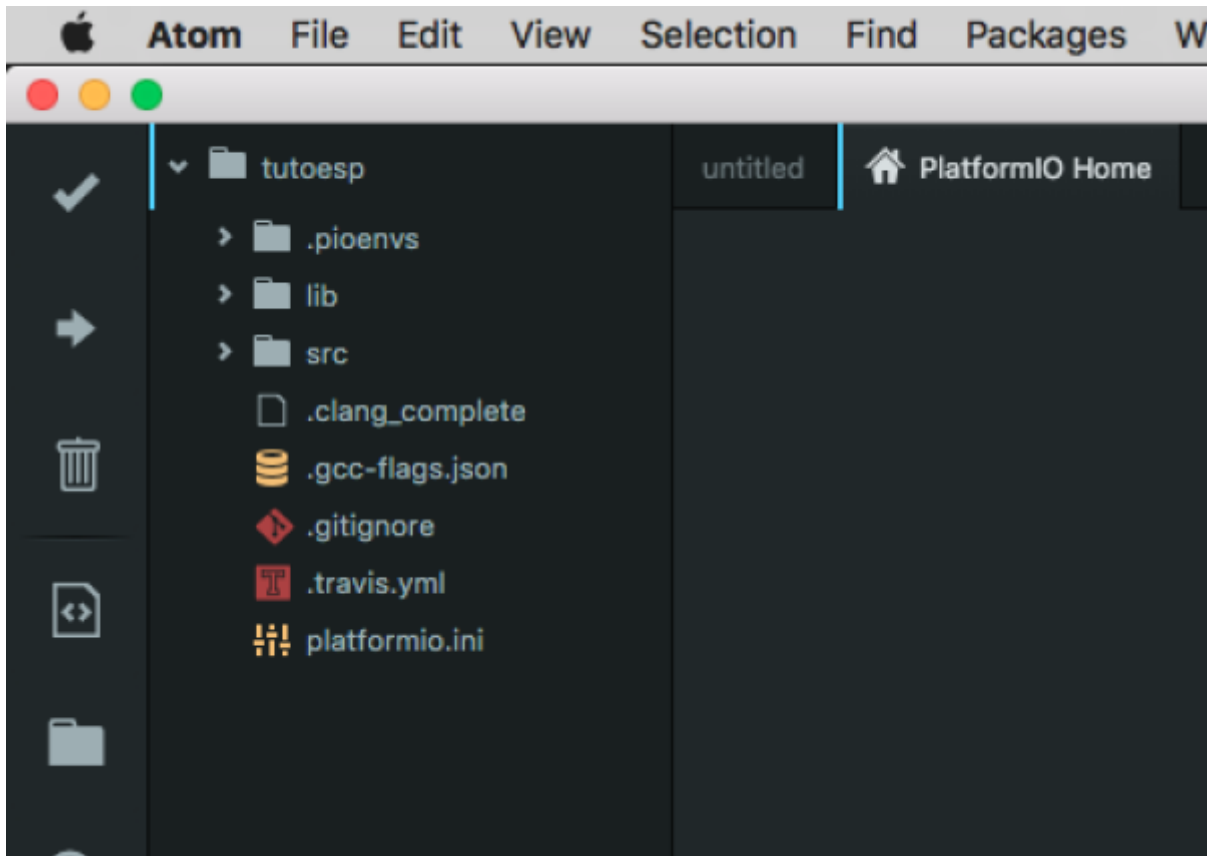 Atom File Edit View Selection Find Packages W
tutoesp
untitled
PlatformIO Home
.pioenvs
lib
src
.clang_complete
.gcc-flags.json
.gitignore
.travis.yml
platformio.ini